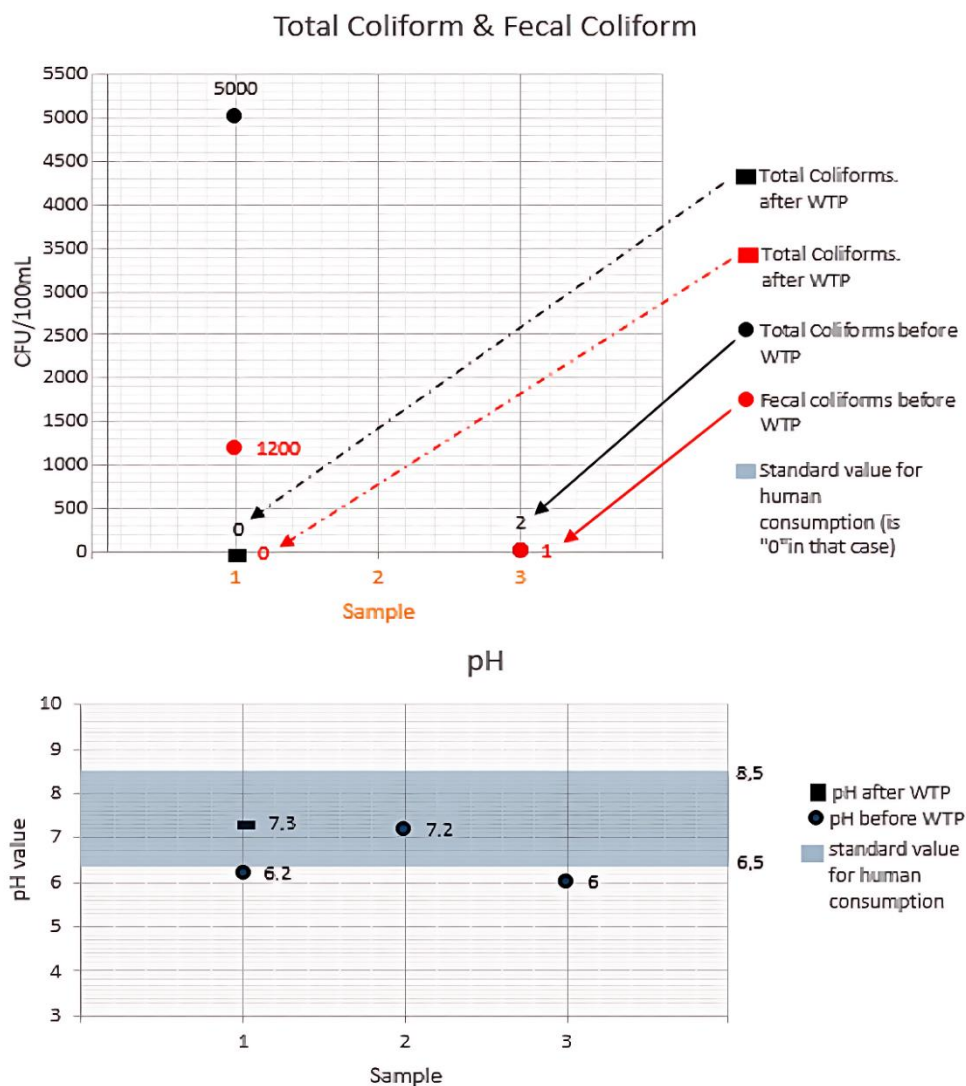 Total Coliform & Fecal Coliform
5500
5000
4500
4000
3500
3000
2500
2000
1500
1000
500
0
CFU/100mL
5000
1200
0
0
2
1
1
2
3
Sample
Total Coliforms.
after WTP
Total Coliforms.
after WTP
Total Coliforms before
WTP
Fecal coliforms before
WTP
Standard value for
human
consumption (is
"0"in that case)
pH
10
9
8
7
6
5
4
3
pH value
7.3
6.2
7.2
6
8,5
6,5
1
2
3
Sample
pH after WTP
pH before WTP
standard value
for human
consumption